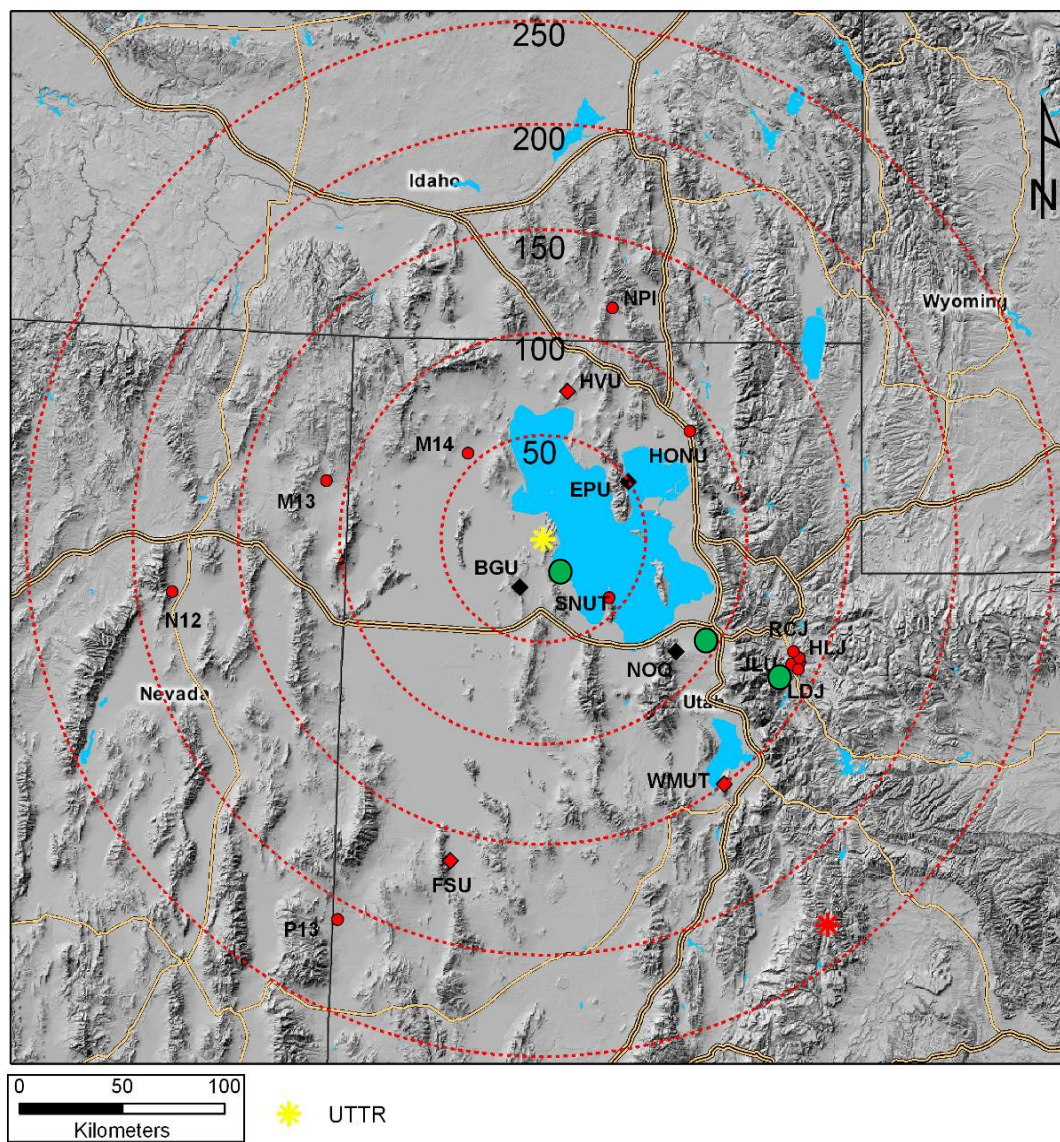 250
200
Idaho
N
150
NPI
Wyoming
100
HVU
M14
50
HONU
M13
EPU
BGU
SNUT
N12
RCJ
HLJ
NOQ
JLU
LDJ
Nevada
Utah
WMUT
FSU
P13
0 50 100
Kilometers
UTTR